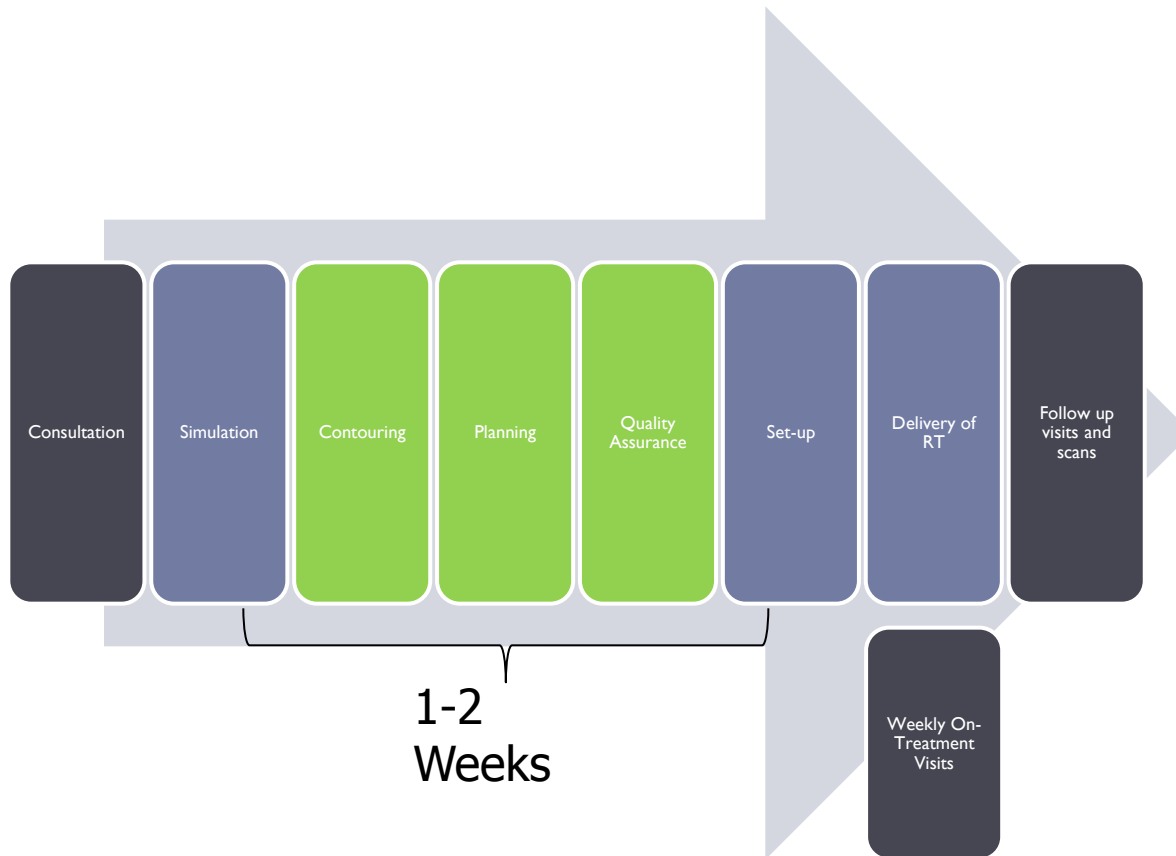 Consultation
Simulation
Contouring
Planning
Quality
Assurance
Set-up
Delivery of
RT
Follow up
visits and
scans
1-2
Weeks
Weekly On-
Treatment
Visits